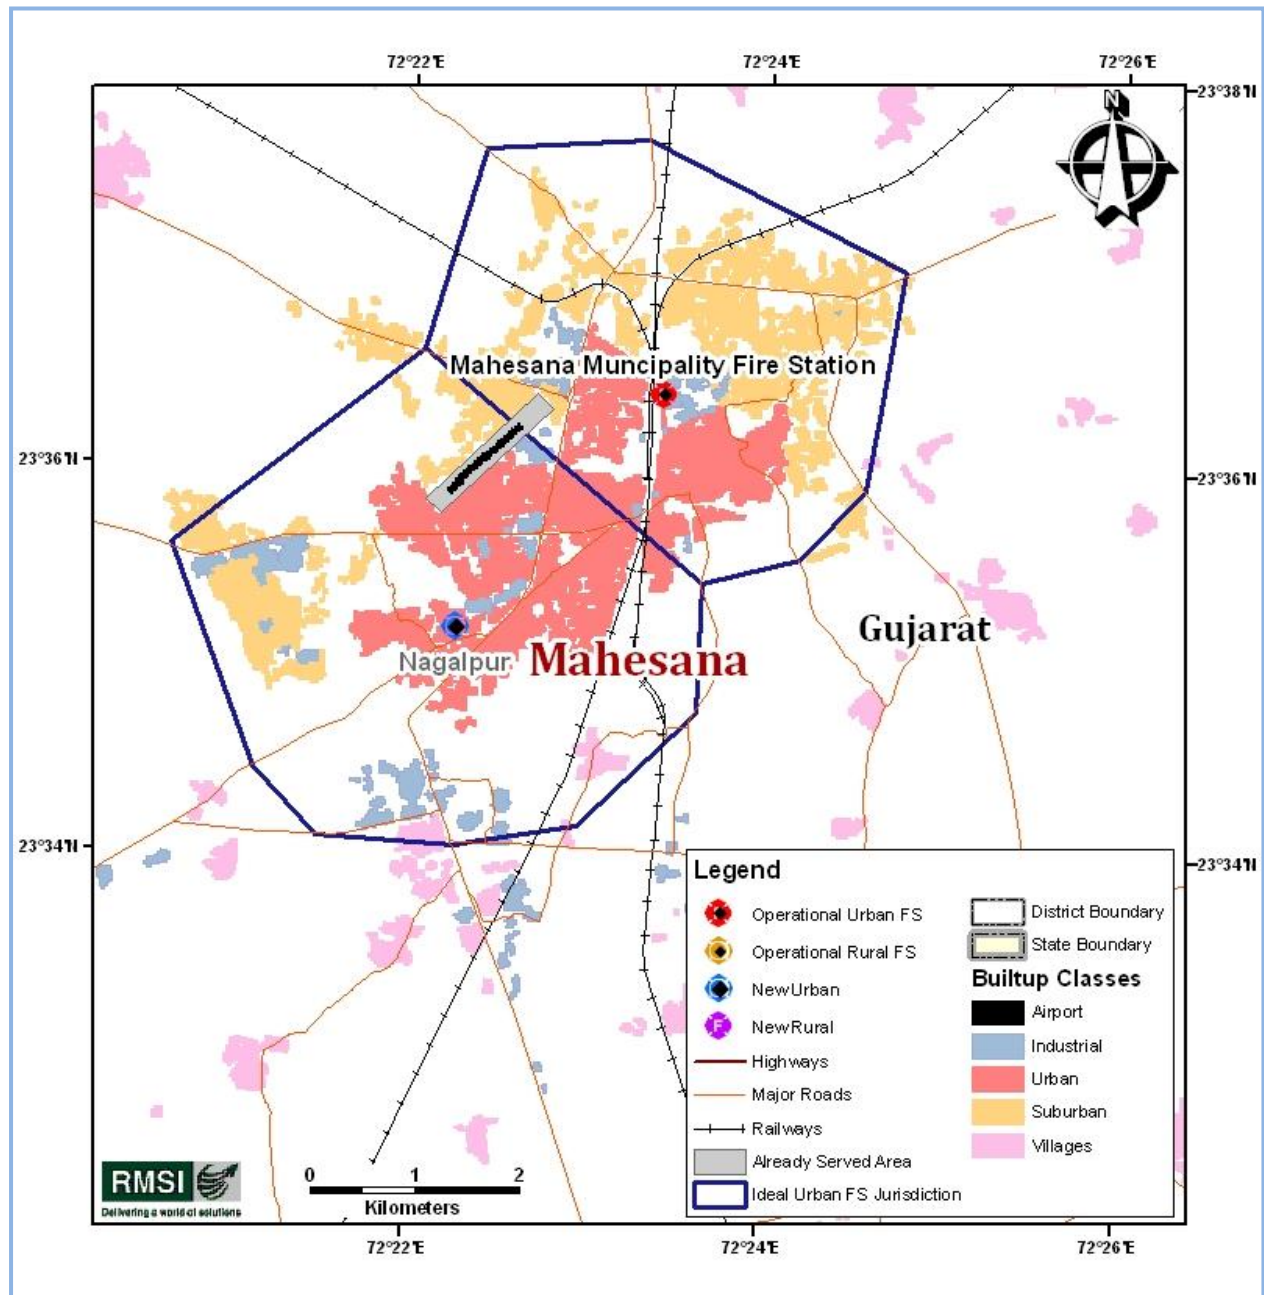 72°22'E 72°24'E 72°26'E
23°38'N
N
Mahesana Muncipality Fire Station
23°36'N
23°36'N
Gujarat
Nagalpur
Mahesana
23°34'N
23°34'N
Legend
Operational Urban FS
Operational Rural FS
New Urban
F New Rural
Highways
Major Roads
Railways
Already Served Area
Ideal Urban FS Jurisdiction
District Boundary
State Boundary
Builtup Classes
Airport
Industrial
Urban
Suburban
Villages
RMSI
Delivering a world of solutions
0 1 2
Kilometers
72°22'E 72°24'E 72°26'E